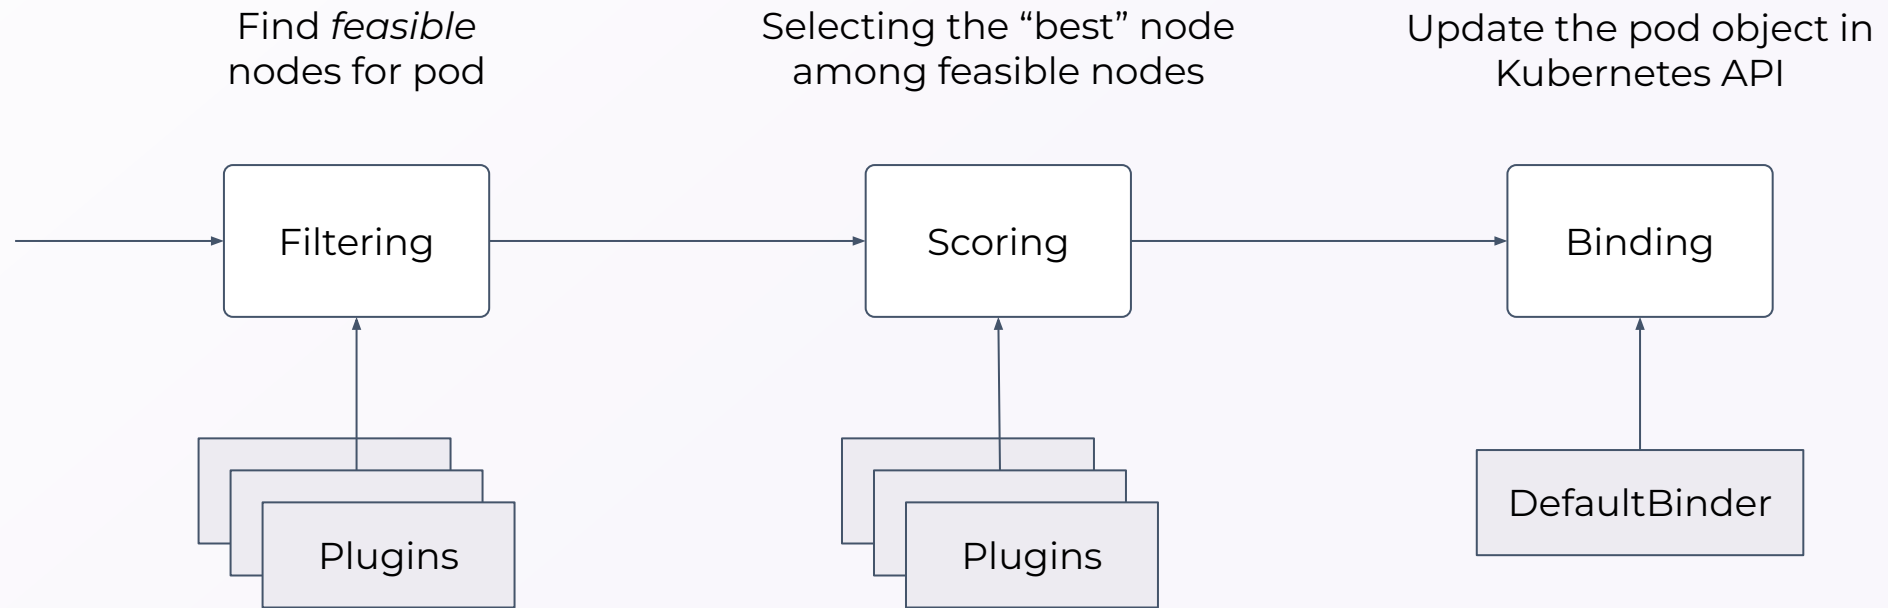 Find feasible
nodes for pod
Selecting the “best” node
among feasible nodes
Update the pod object in
Kubernetes API
Filtering
Scoring
Binding
Plugins
Plugins
DefaultBinder